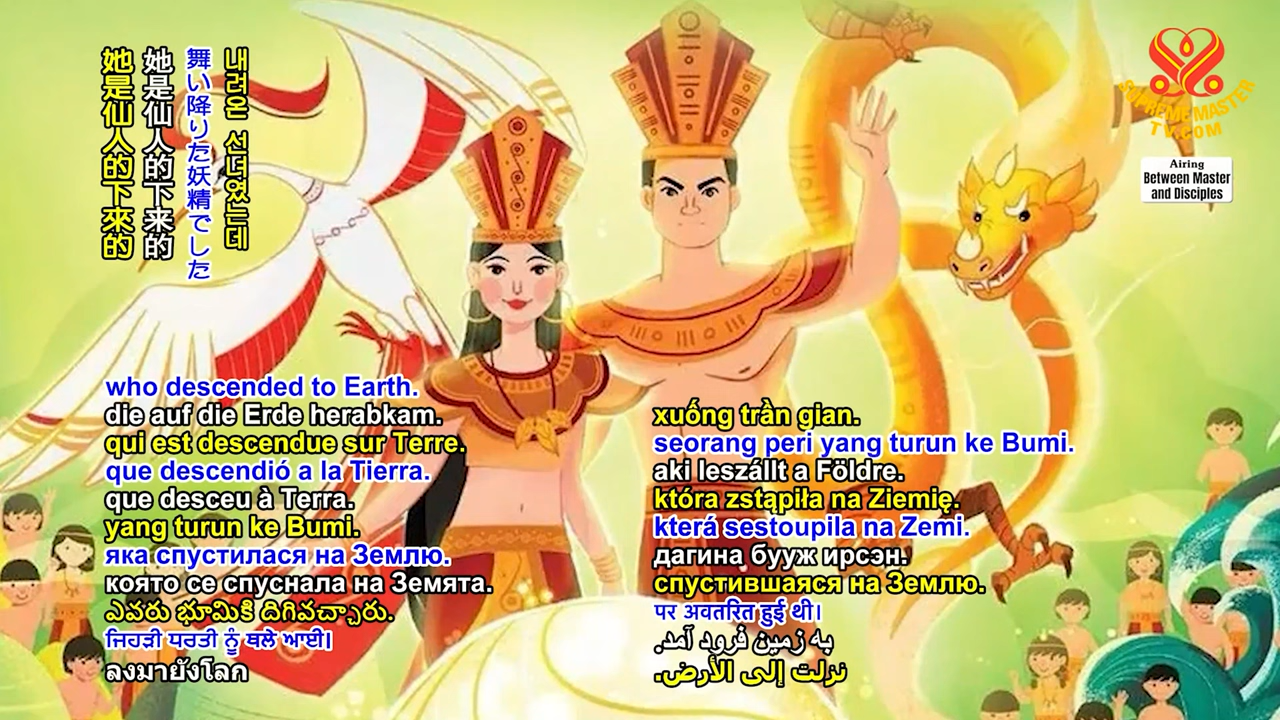 她是仙人的下來的
她是仙人的下来的
舞い降りた妖精でした
내려온 선녀였는데
SUPREME MASTER
TV.COM
Airing
Between Master
and Disciples
who descended to Earth.
die auf die Erde herabkam.
qui est descendue sur Terre.
que descendió a la Tierra.
que desceu à Terra.
yang turun ke Bumi.
яка спустилася на Землю.
която се спуснала на Земята.
ఎవరు భూమికి దిగివచ్చారు.
ਜਿਹੜੀ ਧਰਤੀ ਨੂੰ ਥਲੇ ਆਈ।
ลงมายังโลก
xuống trần gian.
seorang peri yang turun ke Bumi.
aki leszállt a Földre.
która zstąpiła na Ziemię.
která sestoupila na Zemi.
дагина бууж ирсэн.
спустившаяся на Землю.
पर अवतरित हुई थी।
به زمین فرود آمد.
نزلت إلى الأرض.